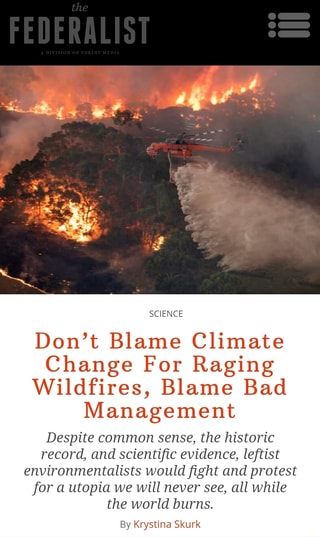 the
FEDERALIST
A DIVISION OF FDRLST MEDIA
SCIENCE
Don’t Blame Climate
Change For Raging
Wildfires, Blame Bad
Management
Despite common sense, the historic
record, and scientific evidence, leftist
environmentalists would fight and protest
for a utopia we will never see, all while
the world burns.
By Krystina Skurk